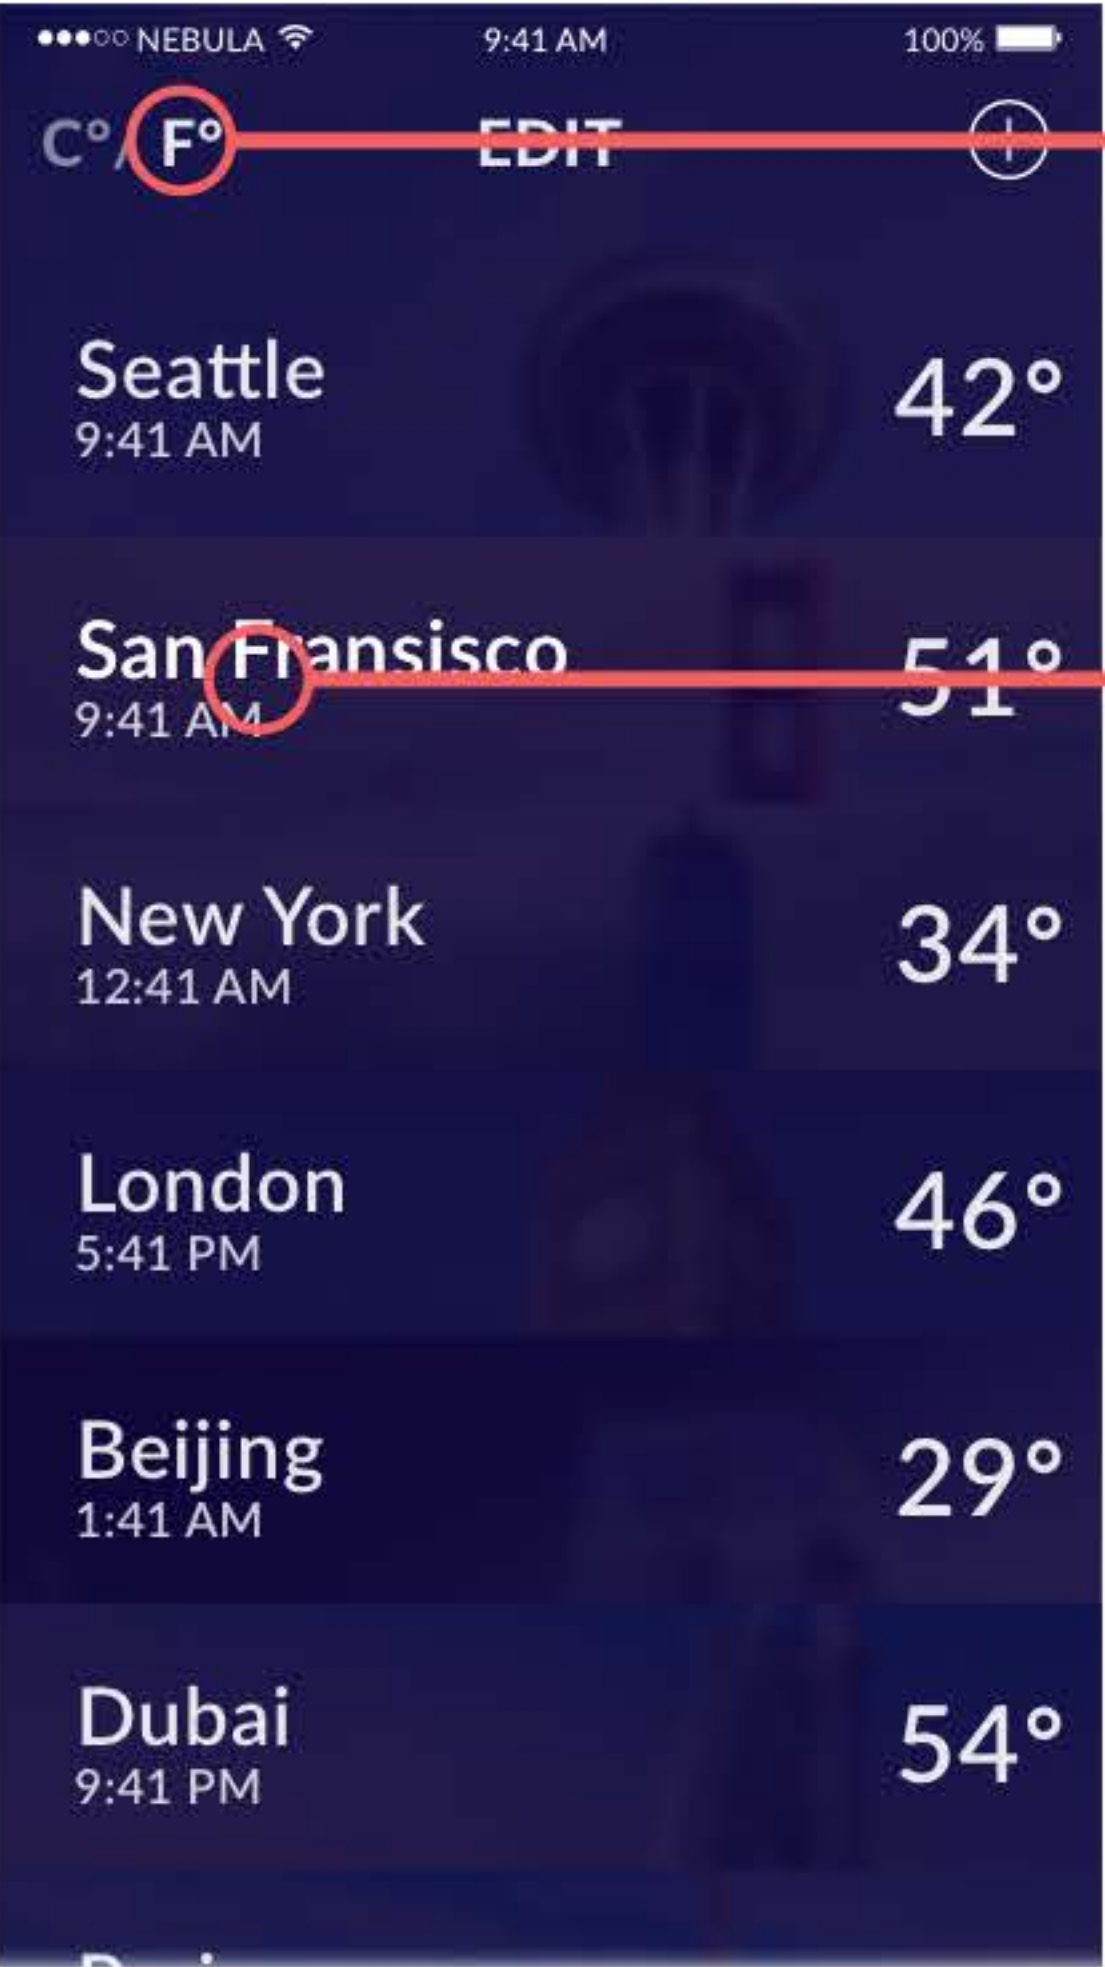 NEBULA 9:41 AM 100%
C°/ F° EDIT
Seattle
9:41 AM
42°
San Fransisco
9:41 AM
51°
New York
12:41 AM
34°
London
5:41 PM
46°
Beijing
1:41 AM
29°
Dubai
9:41 PM
54°